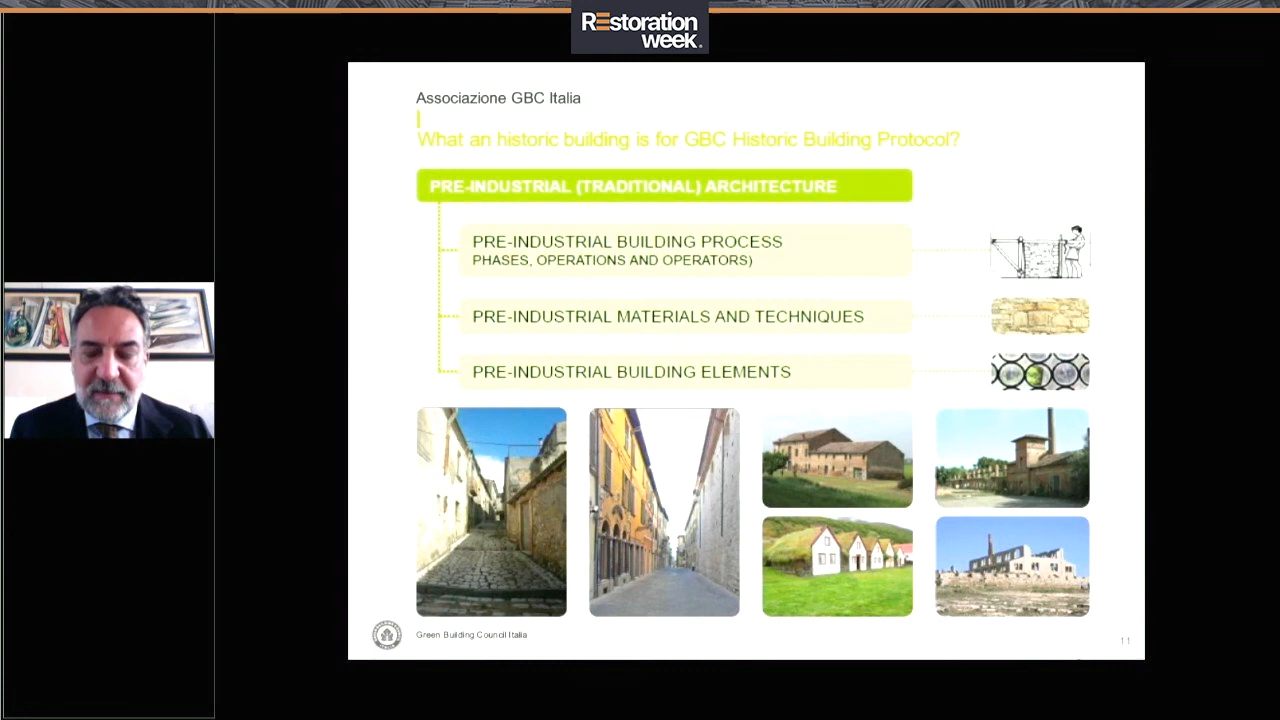 REstoration
week.
Associazione GBC Italia
What an historic building is for GBC Historic Building Protocol?
PRE-INDUSTRIAL (TRADITIONAL) ARCHITECTURE
PRE-INDUSTRIAL BUILDING PROCESS
PHASES, OPERATIONS AND OPERATORS)
PRE-INDUSTRIAL MATERIALS AND TECHNIQUES
PRE-INDUSTRIAL BUILDING ELEMENTS
Green Building Council Italia
11